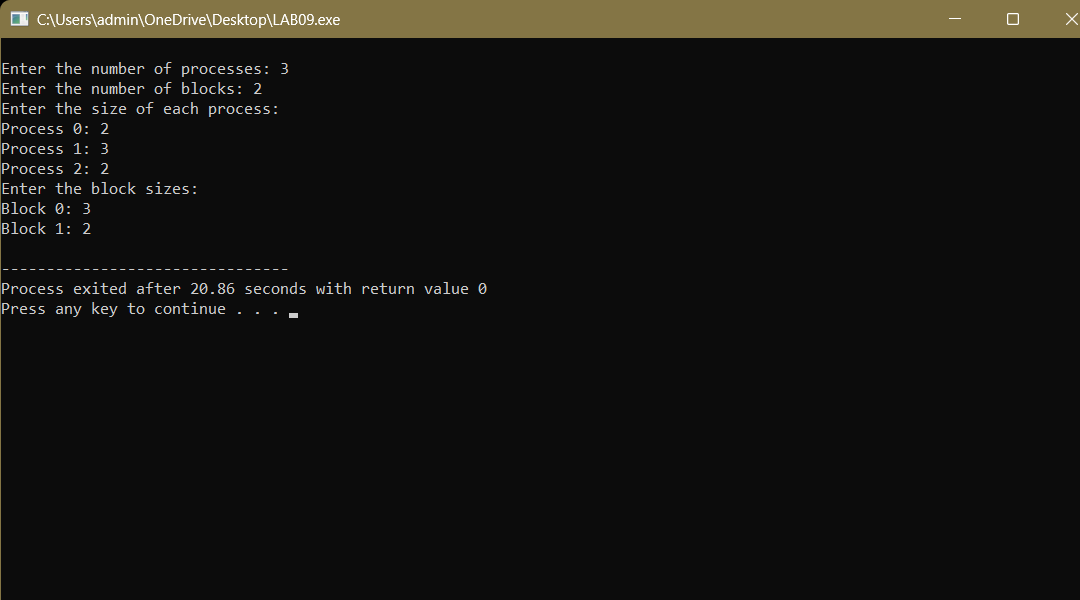 C:\Users\admin\OneDrive\Desktop\LAB09.exe
Enter the number of processes: 3
Enter the number of blocks: 2
Enter the size of each process:
Process 0: 2
Process 1: 3
Process 2: 2
Enter the block sizes:
Block 0: 3
Block 1: 2
--------------------------------
Process exited after 20.86 seconds with return value 0
Press any key to continue . . .